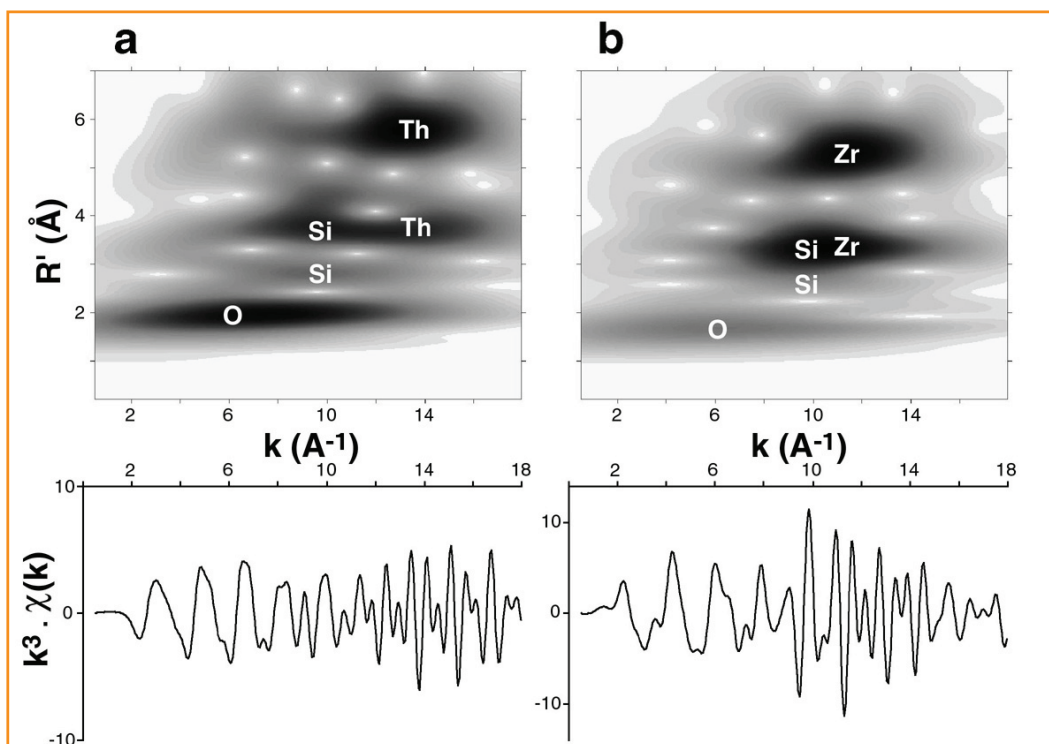 a
b
6
4
2
R' (Å)
Th
Si Th
Si
O
Zr
Si Zr
Si
O
2 6 10 14
2 6 10 14
k (A-1)
k (A-1)
2 6 10 14 18
2 6 10 14 18
10
0
-10
k³ . χ(k)
10
0
-10